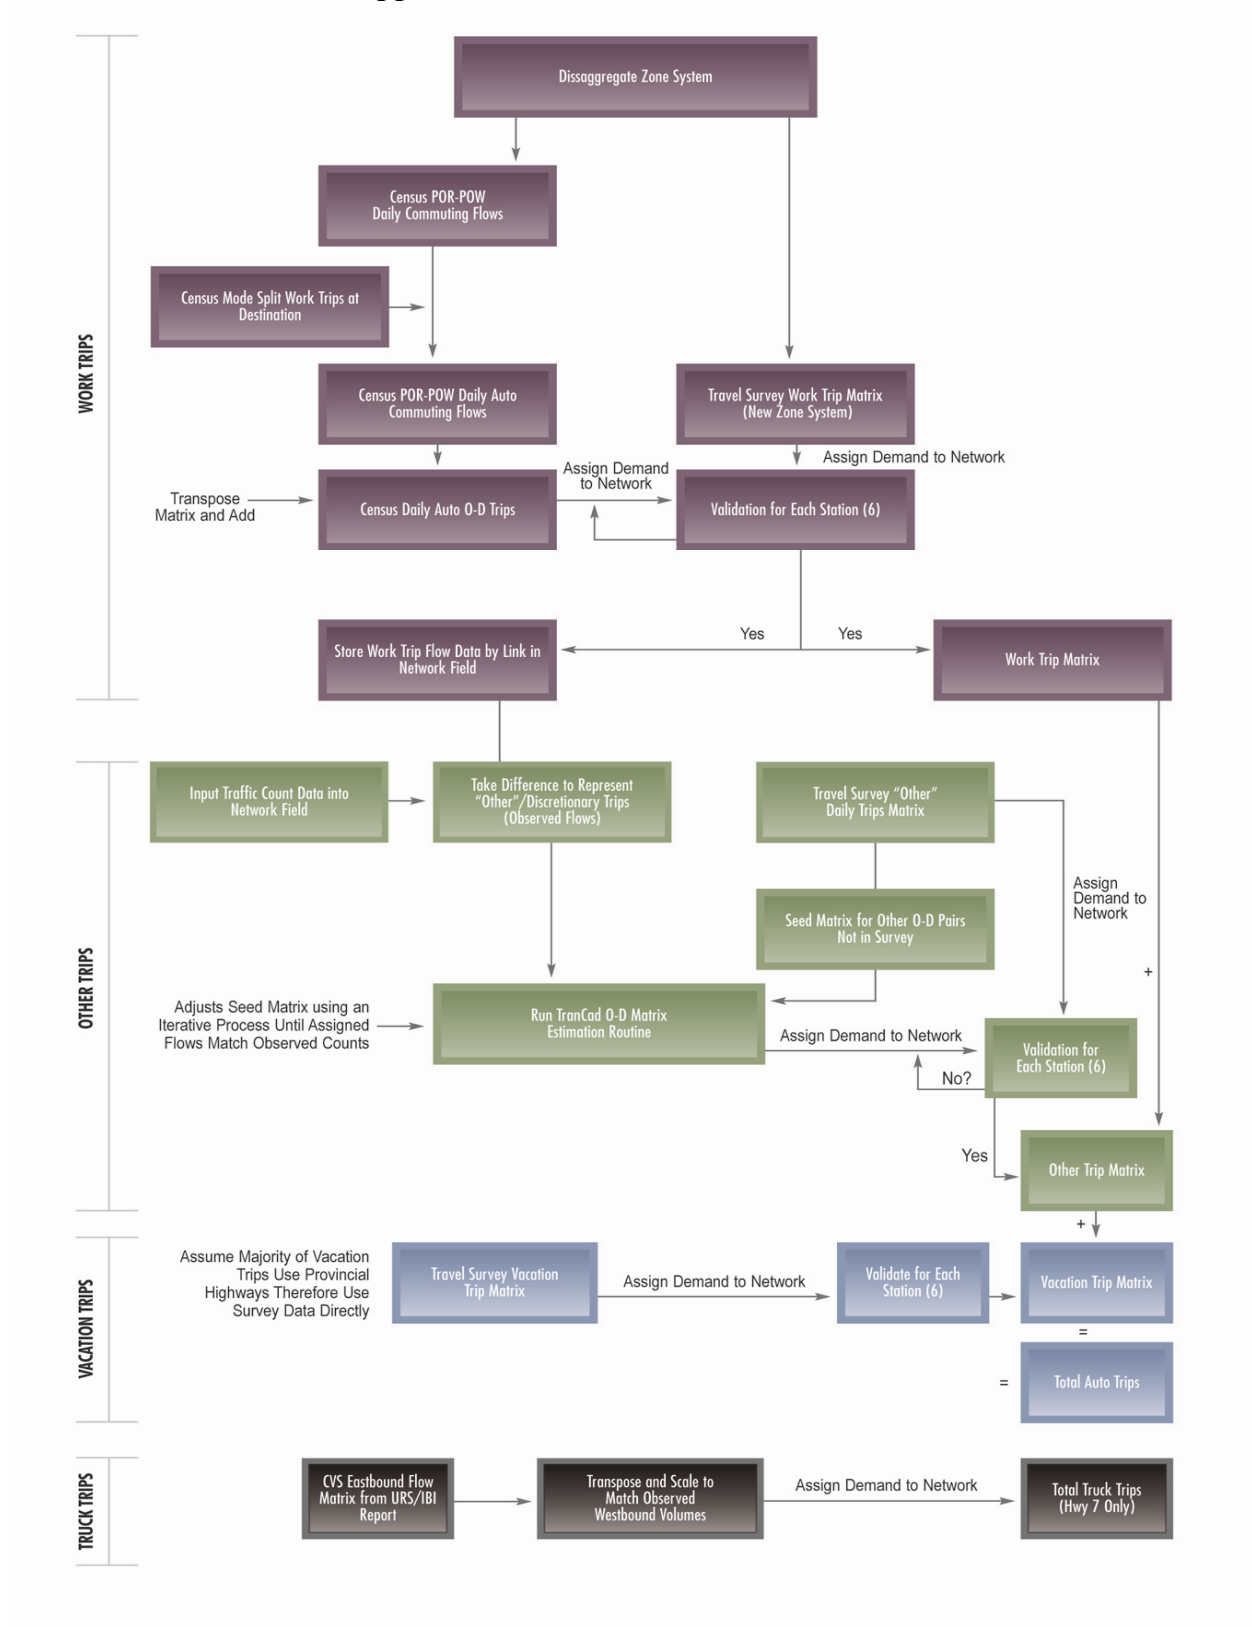 Dissaggregate Zone System
Census POR-POW
Daily Commuting Flows
Census Mode Split Work Trips at
Destination
WORK TRIPS
Census POR-POW Daily Auto
Commuting Flows
Travel Survey Work Trip Matrix
(New Zone System)
Assign Demand to Network
Transpose
Matrix and Add
Census Daily Auto O-D Trips
Assign Demand
to Network
Validation for Each Station (6)
Yes
Yes
Store Work Trip Flow Data by Link in
Network Field
Work Trip Matrix
Input Traffic Count Data into
Network Field
Take Difference to Represent
“Other”/Discretionary Trips
(Observed Flows)
Travel Survey “Other”
Daily Trips Matrix
Assign
Demand to
Network
Seed Matrix for Other O-D Pairs
Not in Survey
OTHER TRIPS
+
Adjusts Seed Matrix using an
Iterative Process Until Assigned
Flows Match Observed Counts
Run TranCad O-D Matrix
Estimation Routine
Assign Demand to Network
Validation for
Each Station (6)
No?
Yes
Other Trip Matrix
+
VACATION TRIPS
Assume Majority of Vacation
Trips Use Provincial
Highways Therefore Use
Survey Data Directly
Travel Survey Vacation
Trip Matrix
Assign Demand to Network
Validate for Each
Station (6)
Vacation Trip Matrix
=
=
Total Auto Trips
TRUCK TRIPS
CVS Eastbound Flow
Matrix from URS/IBI
Report
Transpose and Scale to
Match Observed
Westbound Volumes
Assign Demand to Network
Total Truck Trips
(Hwy 7 Only)